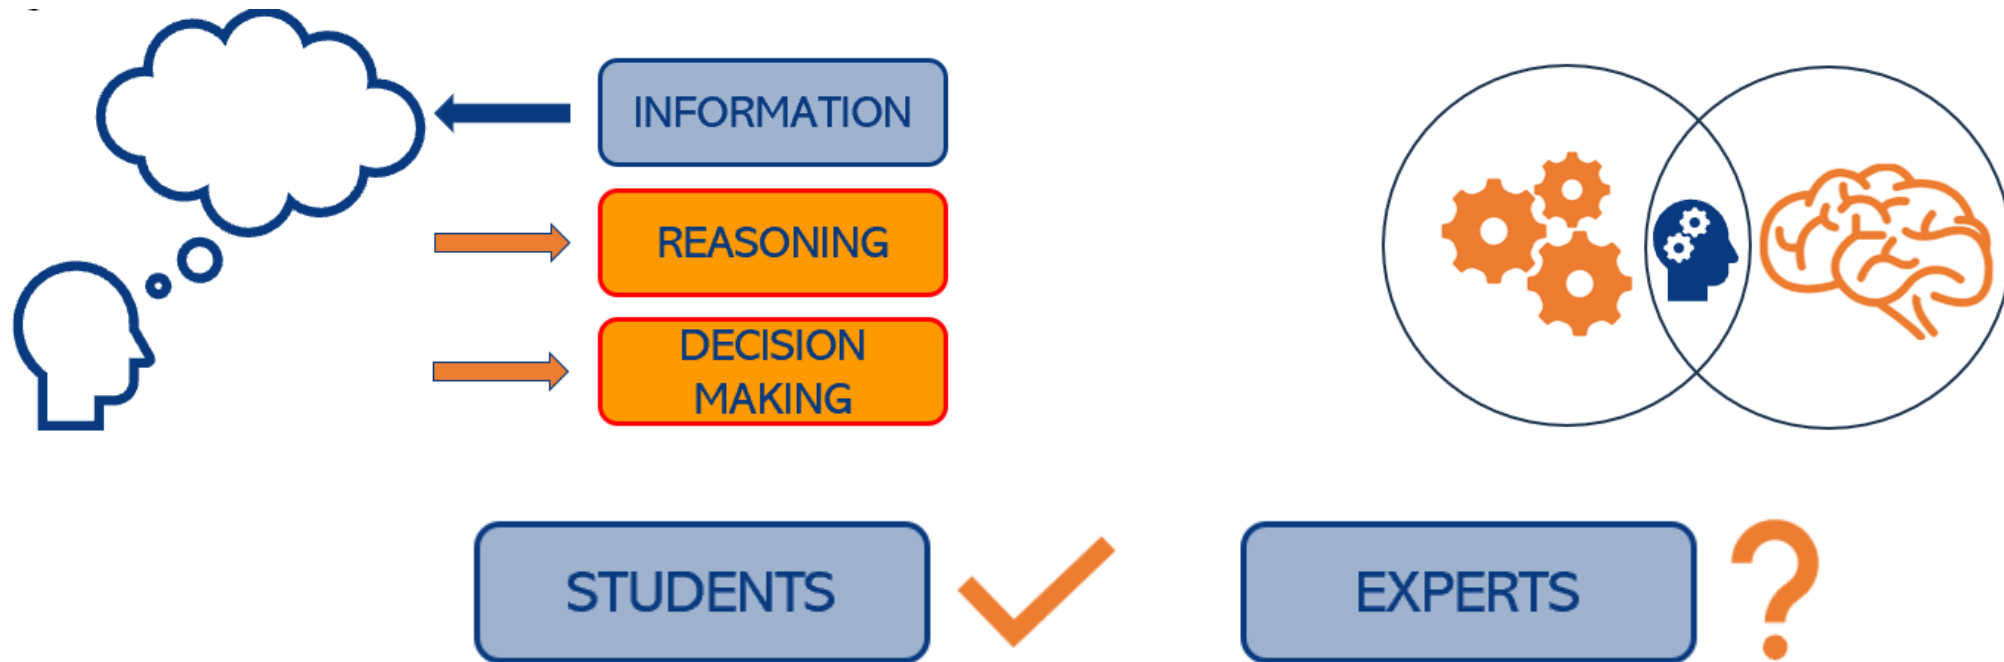 INFORMATION
REASONING
DECISION
MAKING
STUDENTS
EXPERTS
?